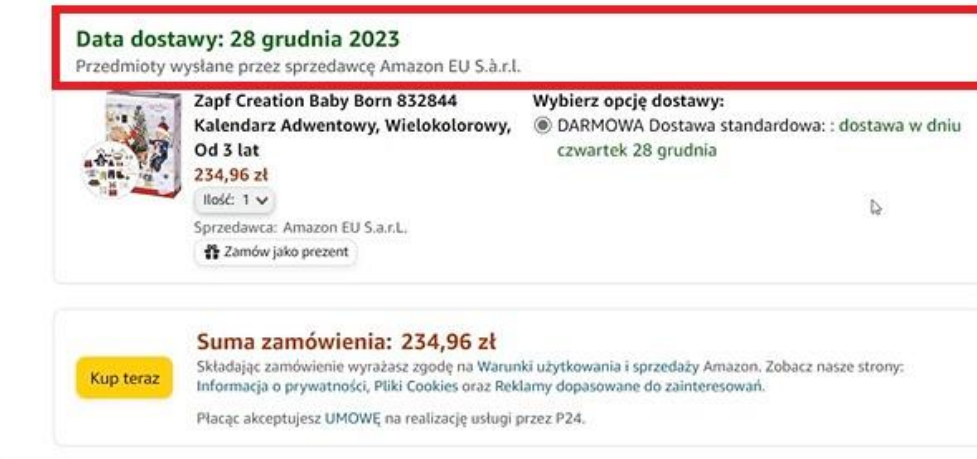 Data dostawy: 28 grudnia 2023
Przedmioty wysłane przez sprzedawcę Amazon EU S.à.r.l.
Zapf Creation Baby Born 832844
Kalendarz Adwentowy, Wielokolorowy,
Od 3 lat
234,96 zł
Ilość: 1
Sprzedawca: Amazon EU S.a.r.L.
Zamów jako prezent
Wybierz opcję dostawy:
DARMOWA Dostawa standardowa: : dostawa w dniu
czwartek 28 grudnia
Kup teraz
Suma zamówienia: 234,96 zł
Składając zamówienie wyrażasz zgodę na Warunki użytkowania i sprzedaży Amazon. Zobacz nasze strony:
Informacja o prywatności, Pliki Cookies oraz Reklamy dopasowane do zainteresowań.
Płacąc akceptujesz UMOWĘ na realizację usługi przez P24.